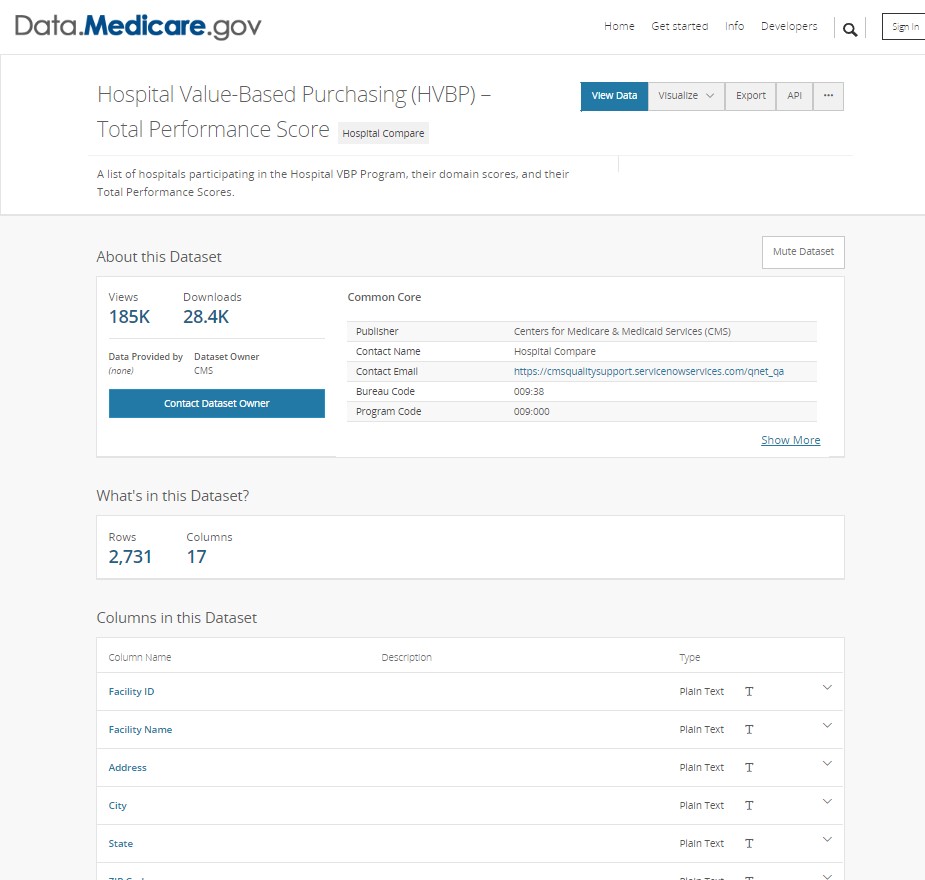 Data.Medicare.gov
Home Get started Info Developers Sign In
Hospital Value-Based Purchasing (HVBP) –
Total Performance Score Hospital Compare
View Data Visualize Export API ...
A list of hospitals participating in the Hospital VBP Program, their domain scores, and their
Total Performance Scores.
About this Dataset
Mute Dataset
Views Downloads
185K 28.4K
Data Provided by Dataset Owner
(none) CMS
Contact Dataset Owner
Common Core
Publisher Centers for Medicare & Medicaid Services (CMS)
Contact Name Hospital Compare
Contact Email https://cmsqualitysupport.servicenowservices.com/qnet_qa
Bureau Code 009:38
Program Code 009:000
Show More
What's in this Dataset?
Rows Columns
2,731 17
Columns in this Dataset
Column Name Description Type
Facility ID Plain Text T
Facility Name Plain Text T
Address Plain Text T
City Plain Text T
State Plain Text T